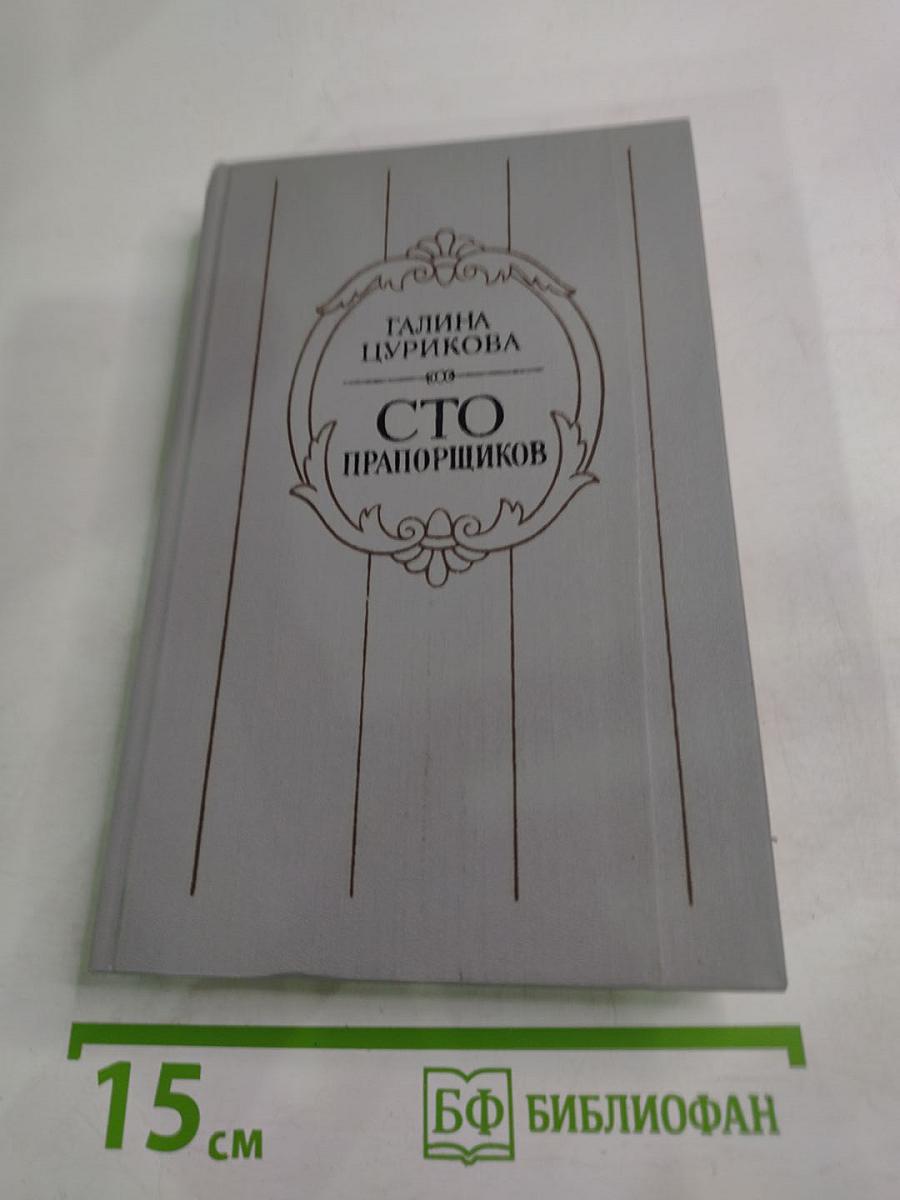 ГАЛИНА
ЦУРИКОВА
СТО
ПРАПОРЩИКОВ
15 см
БФ БИБЛИОФАН